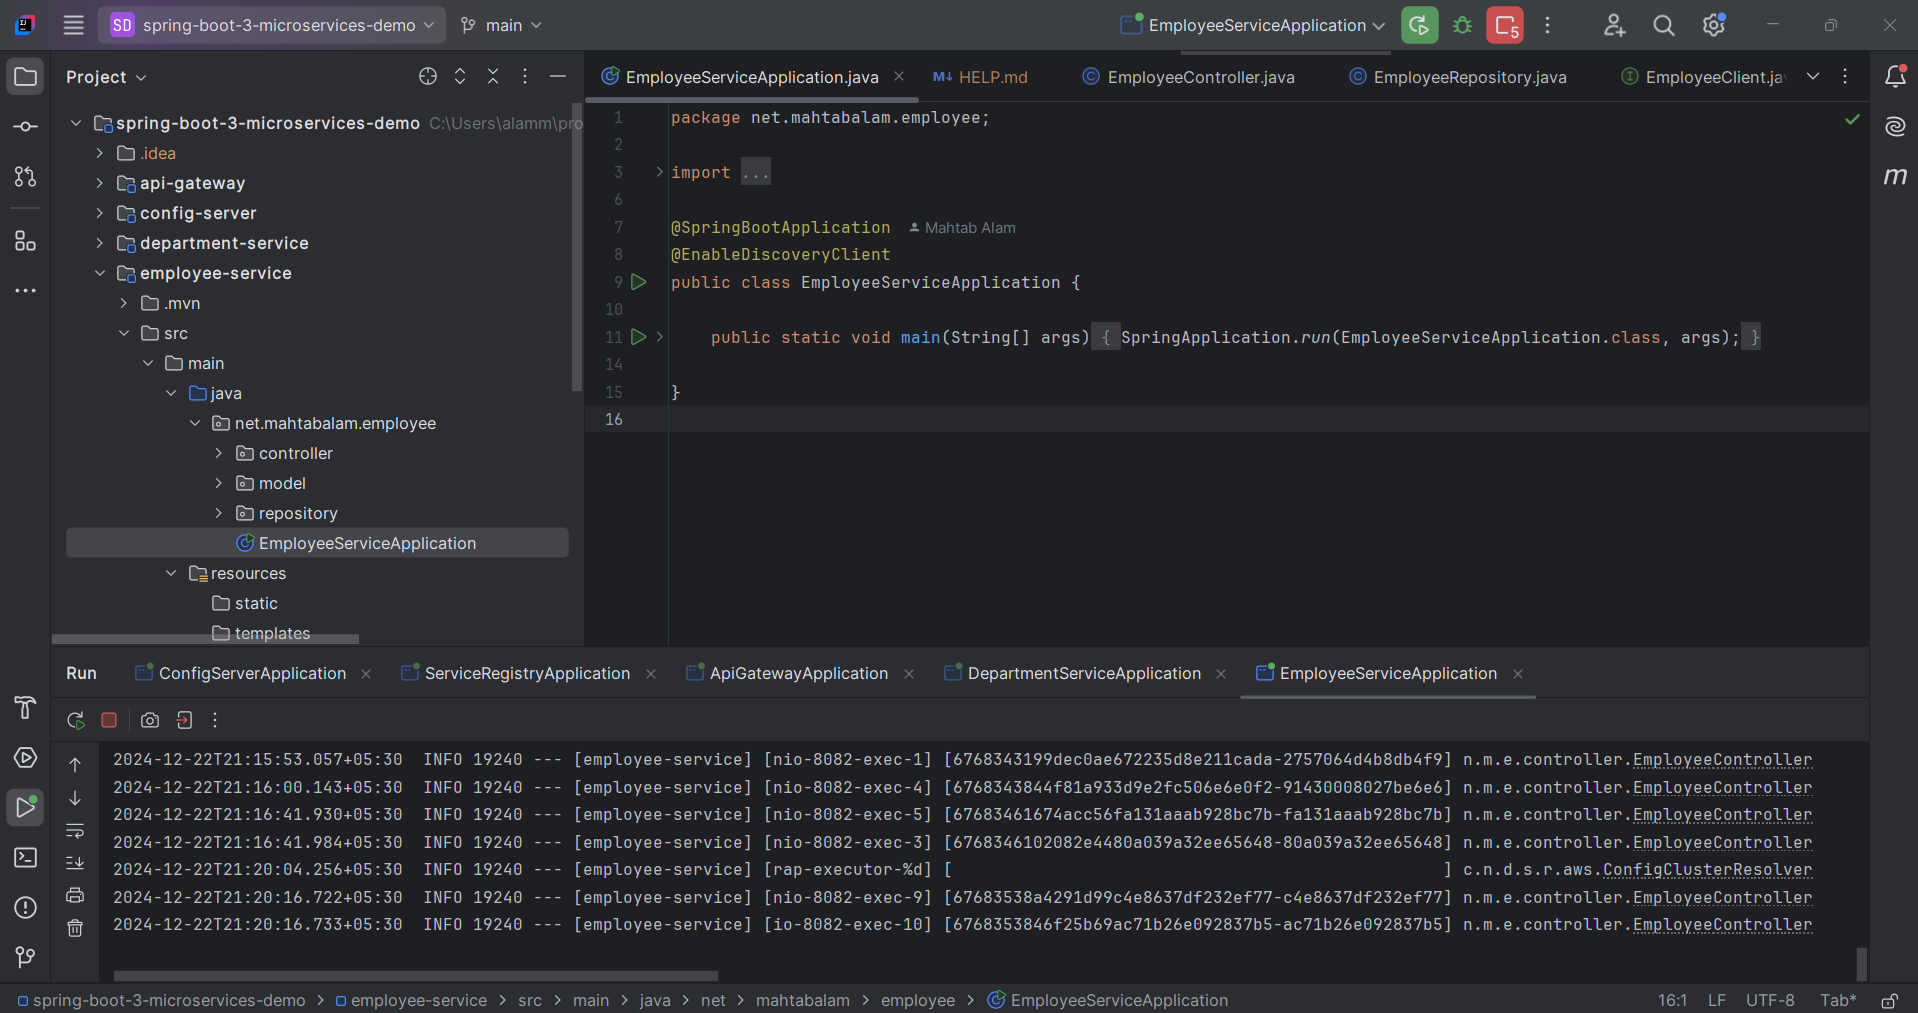 SD spring-boot-3-microservices-demo main EmployeeServiceApplication 5
Project
EmployeeServiceApplication.java HELP.md EmployeeController.java EmployeeRepository.java EmployeeClient.ja
spring-boot-3-microservices-demo C:\Users\alamm\pro
.idea
api-gateway
config-server
department-service
employee-service
.mvn
src
main
java
net.mahtabalam.employee
controller
model
repository
EmployeeServiceApplication
resources
static
templates
1 package net.mahtabalam.employee;
2
3 import ...
6
7 @SpringBootApplication Mahtab Alam
8 @EnableDiscoveryClient
9 public class EmployeeServiceApplication {
10
11 public static void main(String[] args) { SpringApplication.run(EmployeeServiceApplication.class, args); }
14
15 }
16
m
Run ConfigServerApplication ServiceRegistryApplication ApiGatewayApplication DepartmentServiceApplication EmployeeServiceApplication
2024-12-22T21:15:53.057+05:30 INFO 19240 --- [employee-service] [nio-8082-exec-1] [6768343199dec0ae672235d8e211cada-2757064d4b8db4f9] n.m.e.controller.EmployeeController
2024-12-22T21:16:00.143+05:30 INFO 19240 --- [employee-service] [nio-8082-exec-4] [6768343844f81a933d9e2fc506e6e0f2-91430008027be6e6] n.m.e.controller.EmployeeController
2024-12-22T21:16:41.930+05:30 INFO 19240 --- [employee-service] [nio-8082-exec-5] [67683461674acc56fa131aaab928bc7b-fa131aaab928bc7b] n.m.e.controller.EmployeeController
2024-12-22T21:16:41.984+05:30 INFO 19240 --- [employee-service] [nio-8082-exec-3] [6768346102082e4480a039a32ee65648-80a039a32ee65648] n.m.e.controller.EmployeeController
2024-12-22T21:20:04.256+05:30 INFO 19240 --- [employee-service] [rap-executor-%d] [ ] c.n.d.s.r.aws.ConfigClusterResolver
2024-12-22T21:20:16.722+05:30 INFO 19240 --- [employee-service] [nio-8082-exec-9] [67683538a4291d99c4e8637df232ef77-c4e8637df232ef77] n.m.e.controller.EmployeeController
2024-12-22T21:20:16.733+05:30 INFO 19240 --- [employee-service] [io-8082-exec-10] [6768353846f25b69ac71b26e092837b5-ac71b26e092837b5] n.m.e.controller.EmployeeController
spring-boot-3-microservices-demo > employee-service > src > main > java > net > mahtabalam > employee > EmployeeServiceApplication 16:1 LF UTF-8 Tab*